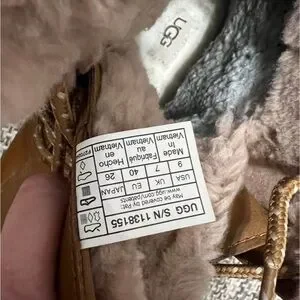 UGG
UGG S/N 1138155
May be covered by Pat:
www.ugg.com/patents
USA UK EU JAPAN
9 7 40 26
Made in Vietnam
Fabriqué au Vietnam
Hecho en Vietnam